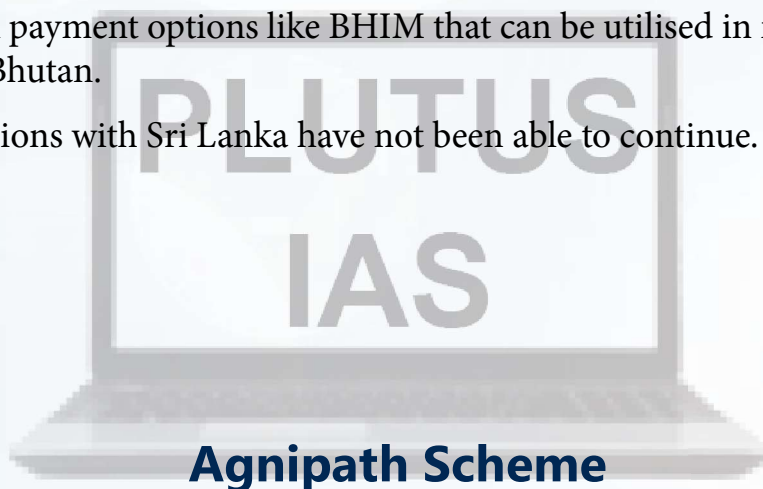 payment options like BHIM that can be utilised in
Bhutan.
PLUTUS
ions with Sri Lanka have not been able to continue.
IAS
Agnipath Scheme